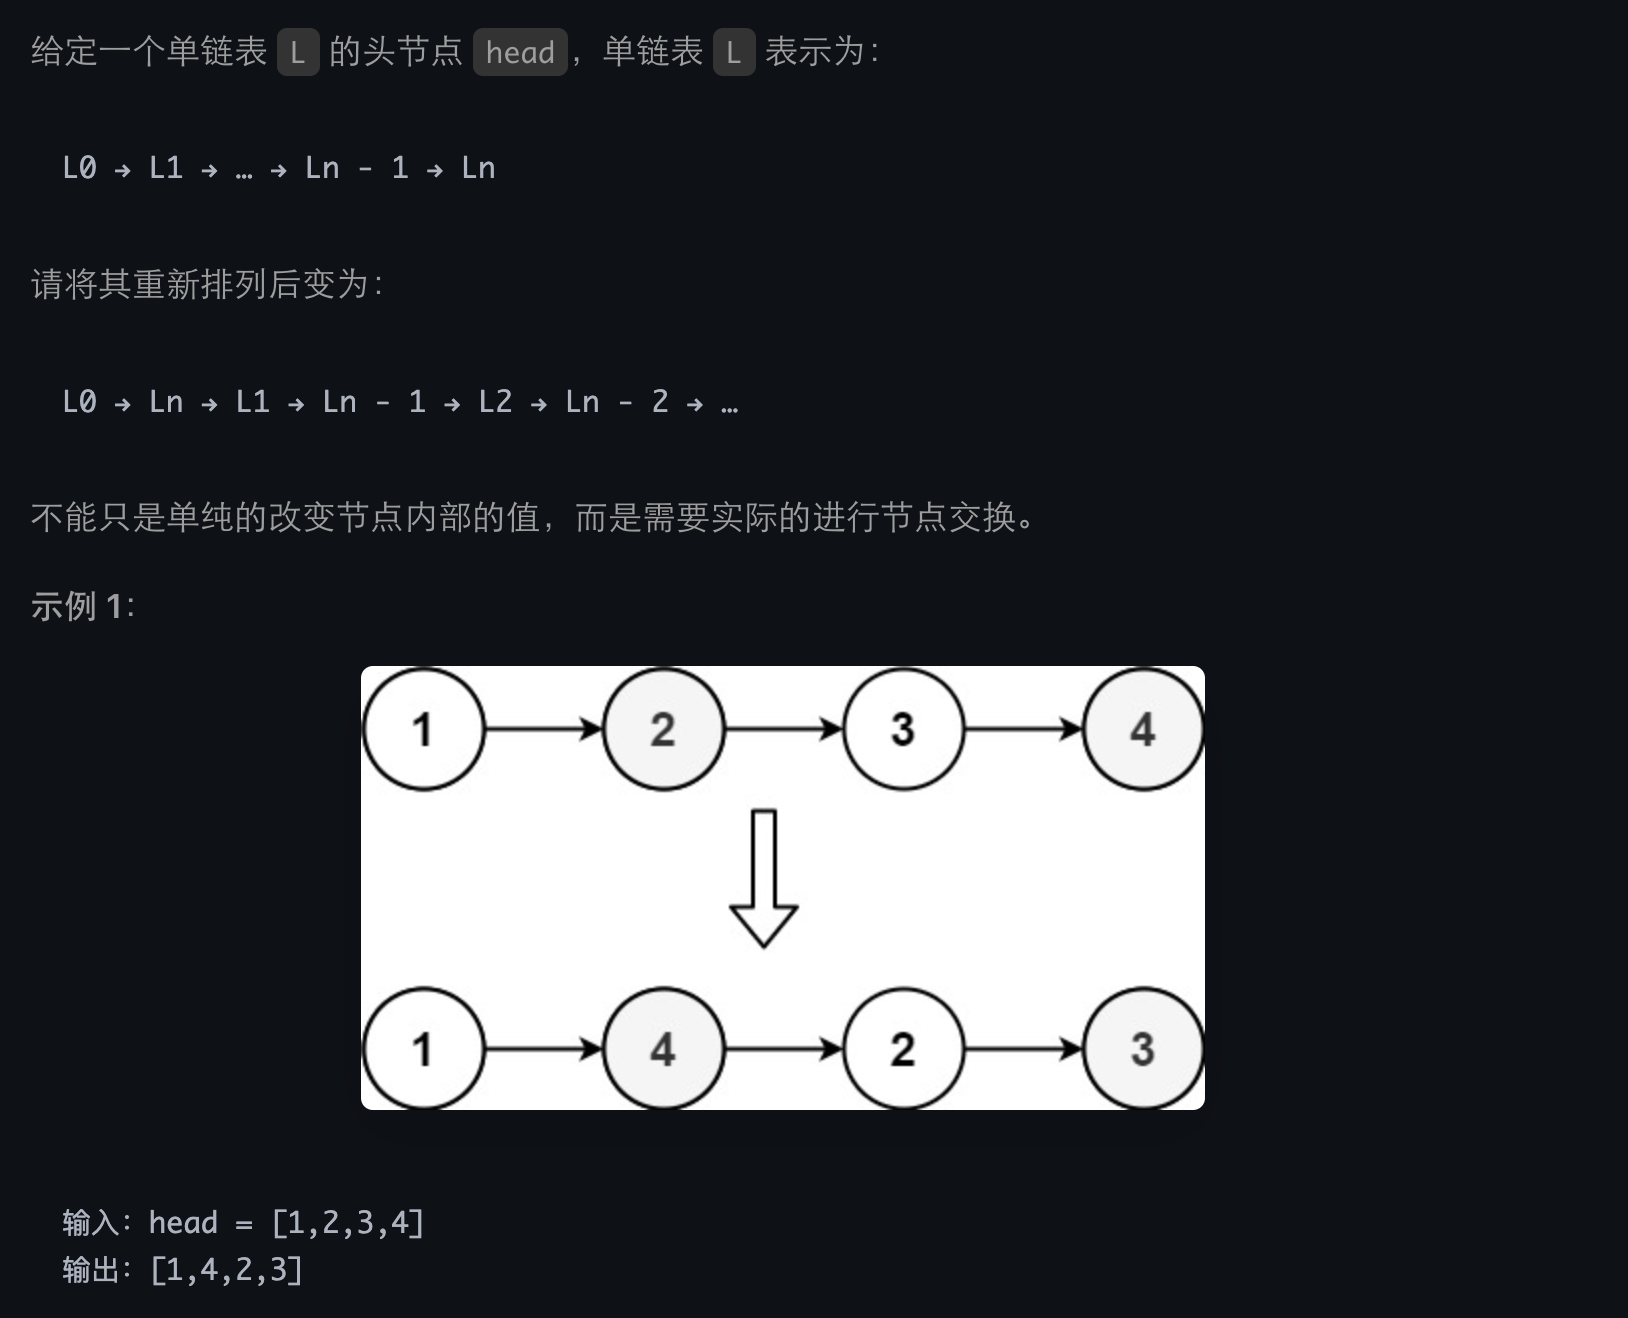 给定一个单链表 L 的头节点 head，单链表 L 表示为：
L0 → L1 → … → Ln - 1 → Ln
请将其重新排列后变为：
L0 → Ln → L1 → Ln - 1 → L2 → Ln - 2 → …
不能只是单纯的改变节点内部的值，而是需要实际的进行节点交换。
示例 1:
1 2 3 4
1 4 2 3
输入：head = [1,2,3,4]
输出：[1,4,2,3]